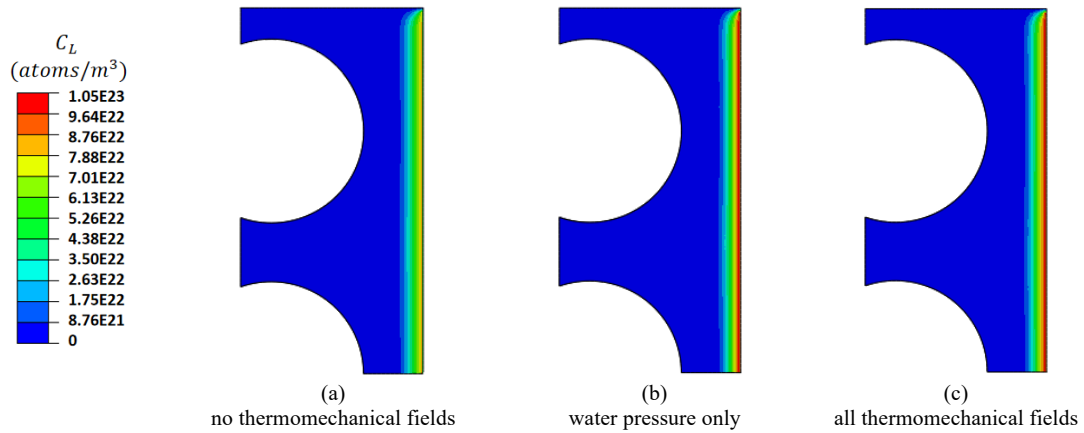 C_L
(atoms/m³)
1.05E23
9.64E22
8.76E22
7.88E22
7.01E22
6.13E22
5.26E22
4.38E22
3.50E22
2.63E22
1.75E22
8.76E21
0
(a)
no thermomechanical fields
(b)
water pressure only
(c)
all thermomechanical fields